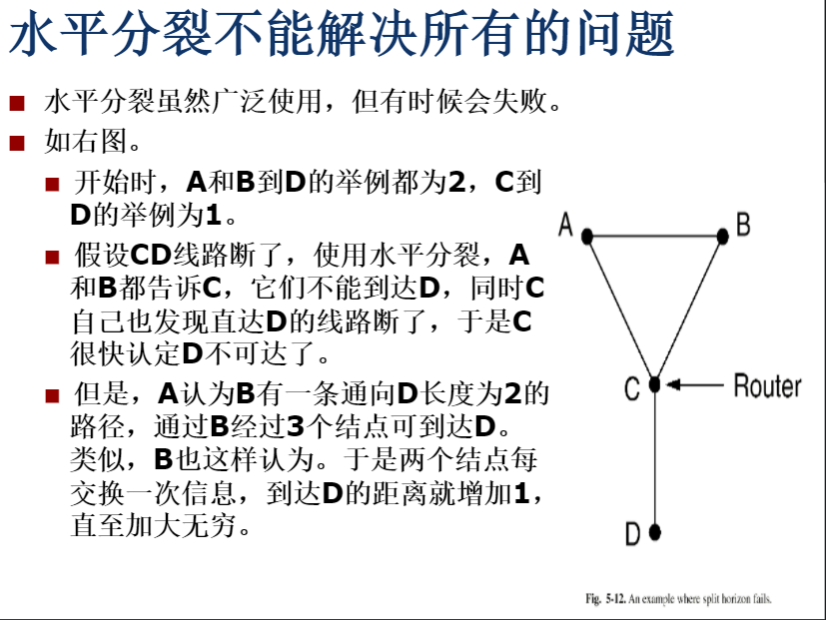 水平分裂不能解决所有的问题
水平分裂虽然广泛使用，但有时候会失败。
如右图。
开始时，A和B到D的举例都为2，C到
D的举例为1。
假设CD线路断了，使用水平分裂，A
和B都告诉C，它们不能到达D，同时C
自己也发现直达D的线路断了，于是C
很快认定D不可达了。
但是，A认为B有一条通向D长度为2的
路径，通过B经过3个结点可到达D。
类似，B也这样认为。于是两个结点每
交换一次信息，到达D的距离就增加1，
直至加大无穷。
A
B
C
Router
D
Fig. 5-12. An example where split horizon fails.